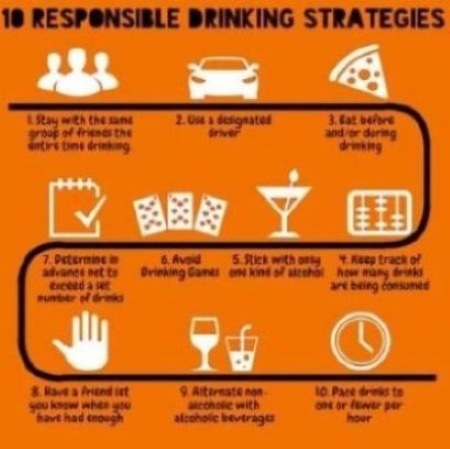 10 RESPONSIBLE DRINKING STRATEGIES
1. Stay with the same
group of friends the
entire time drinking.
2. Use a designated
driver
3. Eat before
and/or during
drinking
7. Determine in
advance not to
exceed a set
number of drinks
6. Avoid
Drinking Games
5. Stick with only
one kind of alcohol
4. Keep track of
how many drinks
are being consumed
8. Have a friend let
you know when you
have had enough
9. Alternate non-
alcoholic with
alcoholic beverages
10. Pace drinks to
one or fewer per
hour